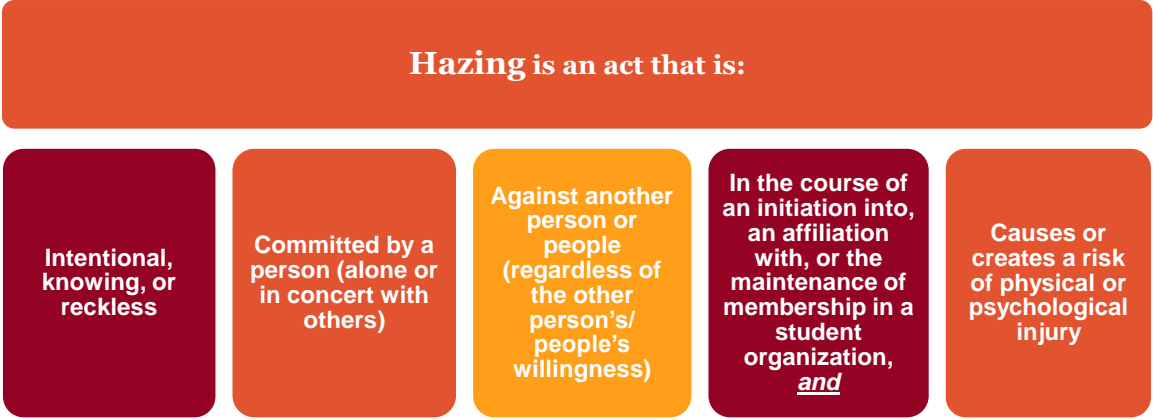 Hazing is an act that is:
Intentional,
knowing, or
reckless
Committed by a
person (alone or
in concert with
others)
Against another
person or
people
(regardless of
the other
person's/
people's
willingness)
In the course of
an initiation into,
an affiliation
with, or the
maintenance of
membership in a
student
organization,
and
Causes or
creates a risk
of physical or
psychological
injury